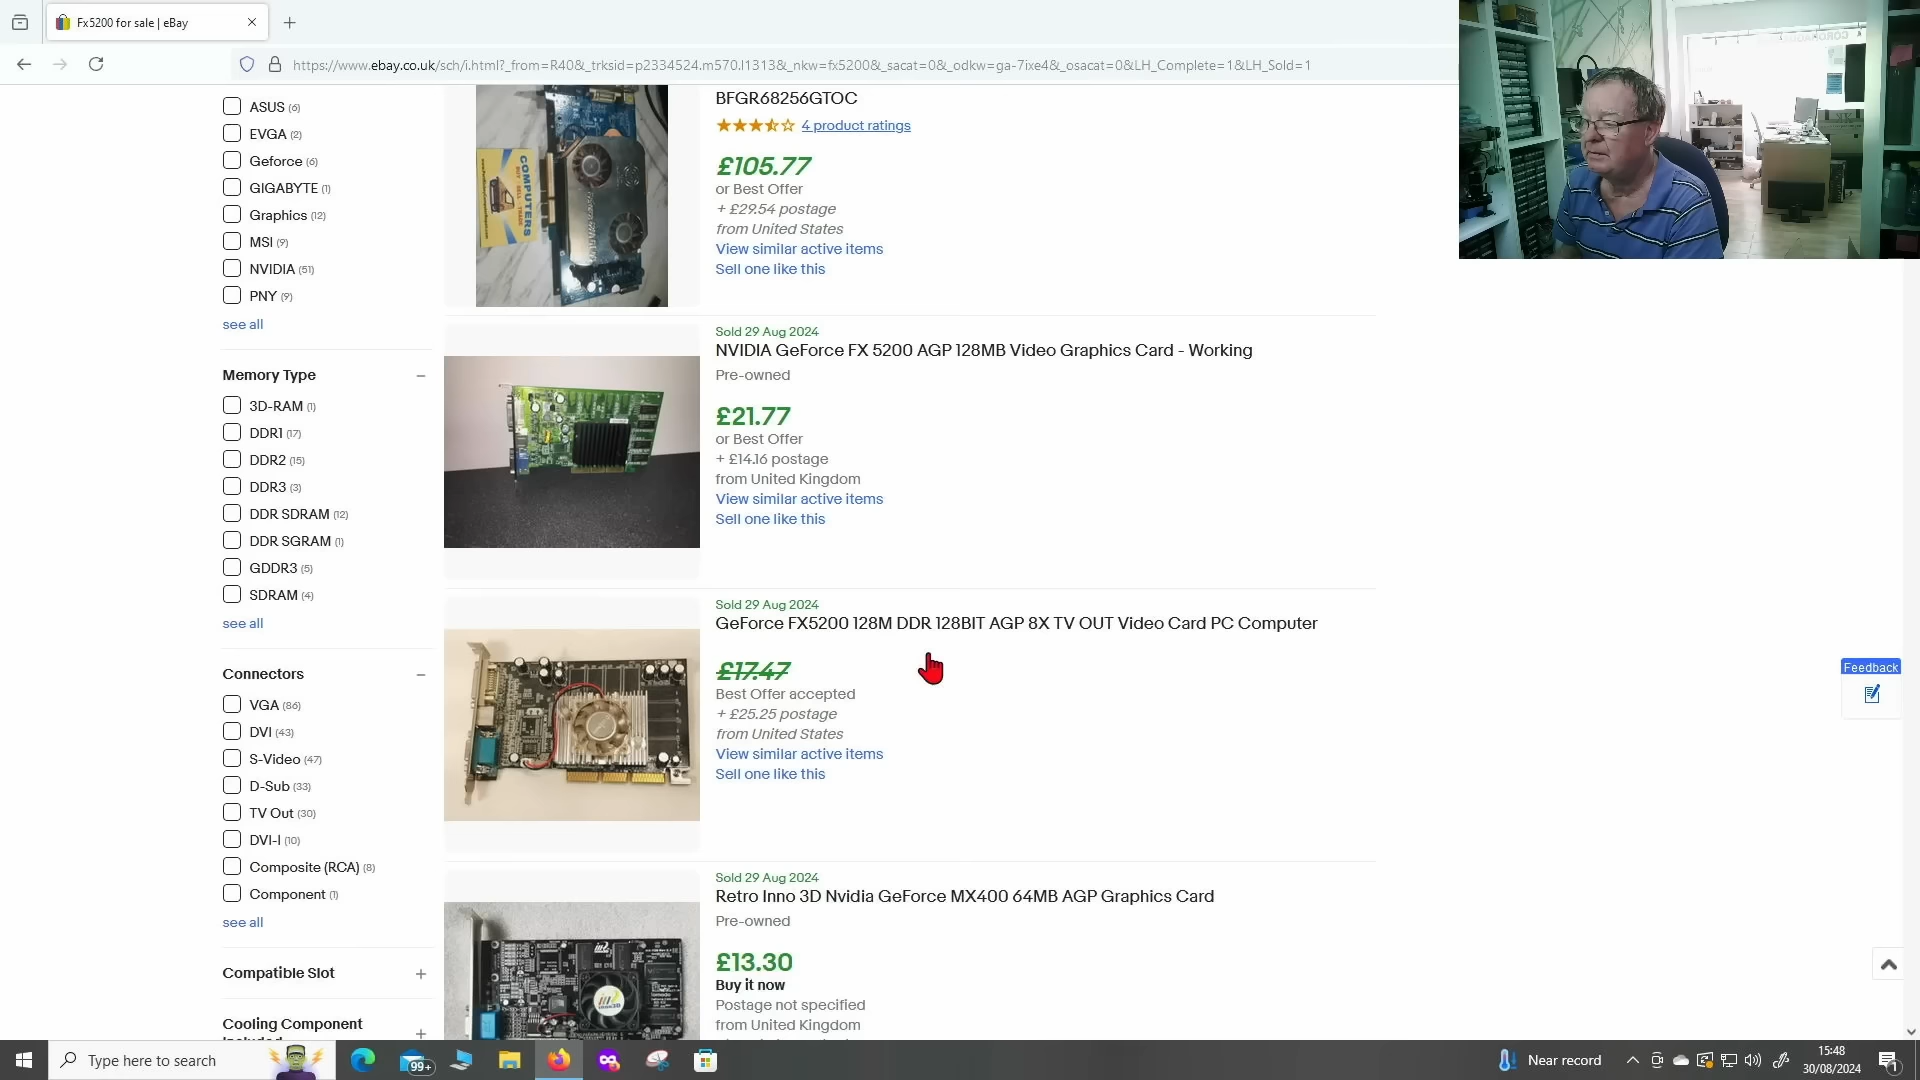 Fx5200 for sale | eBay
https://www.ebay.co.uk/sch/i.html?_from=R40&_trksid=p2334524.m570.l1313&_nkw=fx5200&_sacat=0&_odkw=ga-7ixe4&_osacat=0&LH_Complete=1&LH_Sold=1
ASUS (6)
EVGA (2)
Geforce (6)
GIGABYTE (1)
Graphics (12)
MSI (9)
NVIDIA (51)
PNY (9)
see all
Memory Type
3D-RAM (1)
DDR1 (17)
DDR2 (15)
DDR3 (3)
DDR SDRAM (12)
DDR SGRAM (1)
GDDR3 (5)
SDRAM (4)
see all
Connectors
VGA (86)
DVI (43)
S-Video (47)
D-Sub (33)
TV Out (30)
DVI-I (10)
Composite (RCA) (8)
Component (1)
see all
Compatible Slot
Cooling Component
COMPUTERS
BFGR68256GTOC
4 product ratings
£105.77
or Best Offer
+ £29.54 postage
from United States
View similar active items
Sell one like this
Sold 29 Aug 2024
NVIDIA GeForce FX 5200 AGP 128MB Video Graphics Card - Working
Pre-owned
£21.77
or Best Offer
+ £14.16 postage
from United Kingdom
View similar active items
Sell one like this
Sold 29 Aug 2024
GeForce FX5200 128M DDR 128BIT AGP 8X TV OUT Video Card PC Computer
£17.47
Best Offer accepted
+ £25.25 postage
from United States
View similar active items
Sell one like this
Sold 29 Aug 2024
Retro Inno 3D Nvidia GeForce MX400 64MB AGP Graphics Card
Pre-owned
£13.30
Buy it now
Postage not specified
from United Kingdom
Feedback
Type here to search
99+
Near record
15:48
30/08/2024
1